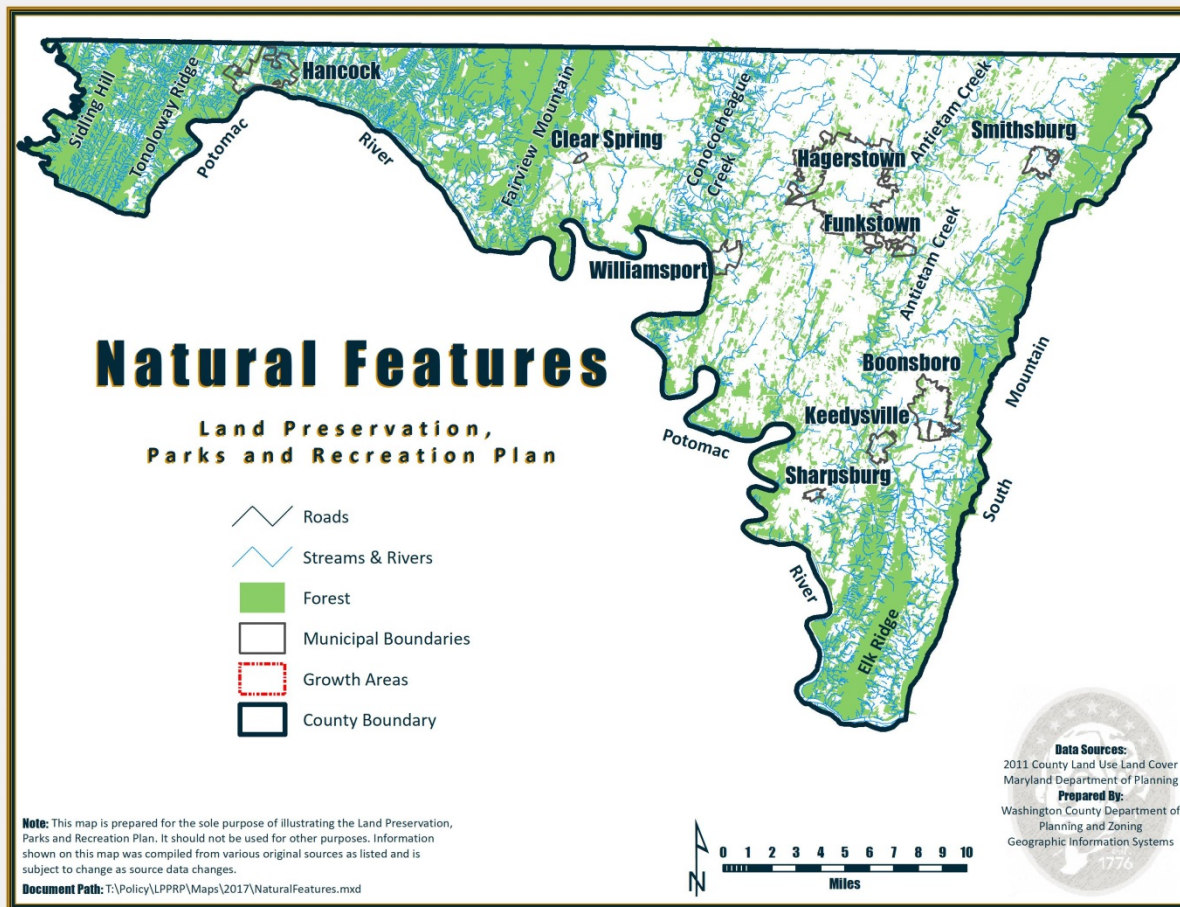 Sidling Hill
Tonoloway Ridge
Hancock
Potomac
River
Fairview Mountain
Clear Spring
Conococheague
Creek
Hagerstown
Antietam Creek
Smithsburg
Funkstown
Antietam Creek
Williamsport
Boonsboro
Keedysville
Mountain
Potomac
Sharpsburg
South
River
Elk Ridge
Natural Features
Land Preservation,
Parks and Recreation Plan
Roads
Streams & Rivers
Forest
Municipal Boundaries
Growth Areas
County Boundary
Note: This map is prepared for the sole purpose of illustrating the Land Preservation,
Parks and Recreation Plan. It should not be used for other purposes. Information
shown on this map was compiled from various original sources as listed and is
subject to change as source data changes.
Document Path: T:\Policy\LPPRP\Maps\2017\NaturalFeatures.mxd
N
0 1 2 3 4 5 6 7 8 9 10
Miles
Data Sources:
2011 County Land Use Land Cover
Maryland Department of Planning
Prepared By:
Washington County Department of
Planning and Zoning
Geographic Information Systems
1776